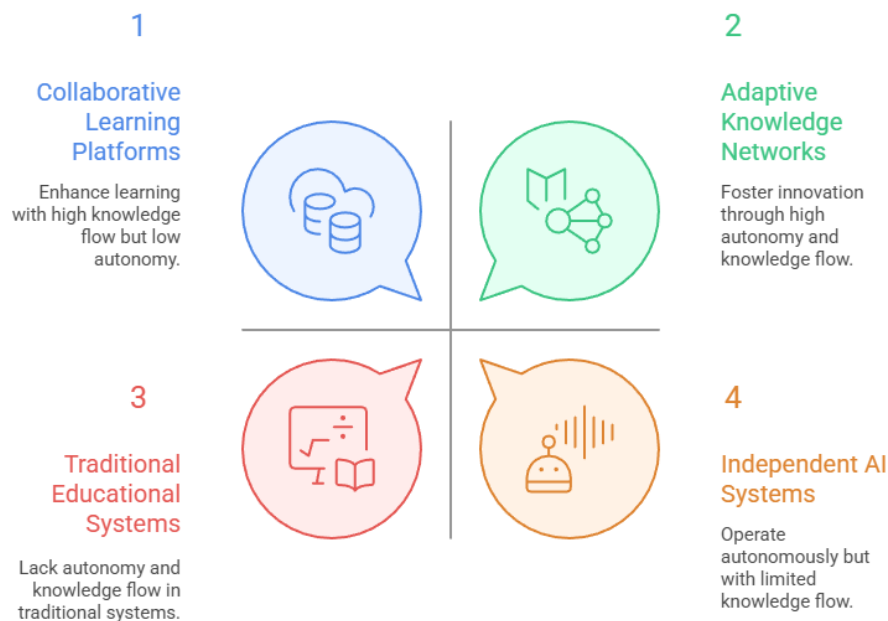 1
Collaborative
Learning
Platforms
Enhance learning
with high knowledge
flow but low
autonomy.
2
Adaptive
Knowledge
Networks
Foster innovation
through high
autonomy and
knowledge flow.
3
Traditional
Educational
Systems
Lack autonomy and
knowledge flow in
traditional systems.
4
Independent AI
Systems
Operate
autonomously but
with limited
knowledge flow.